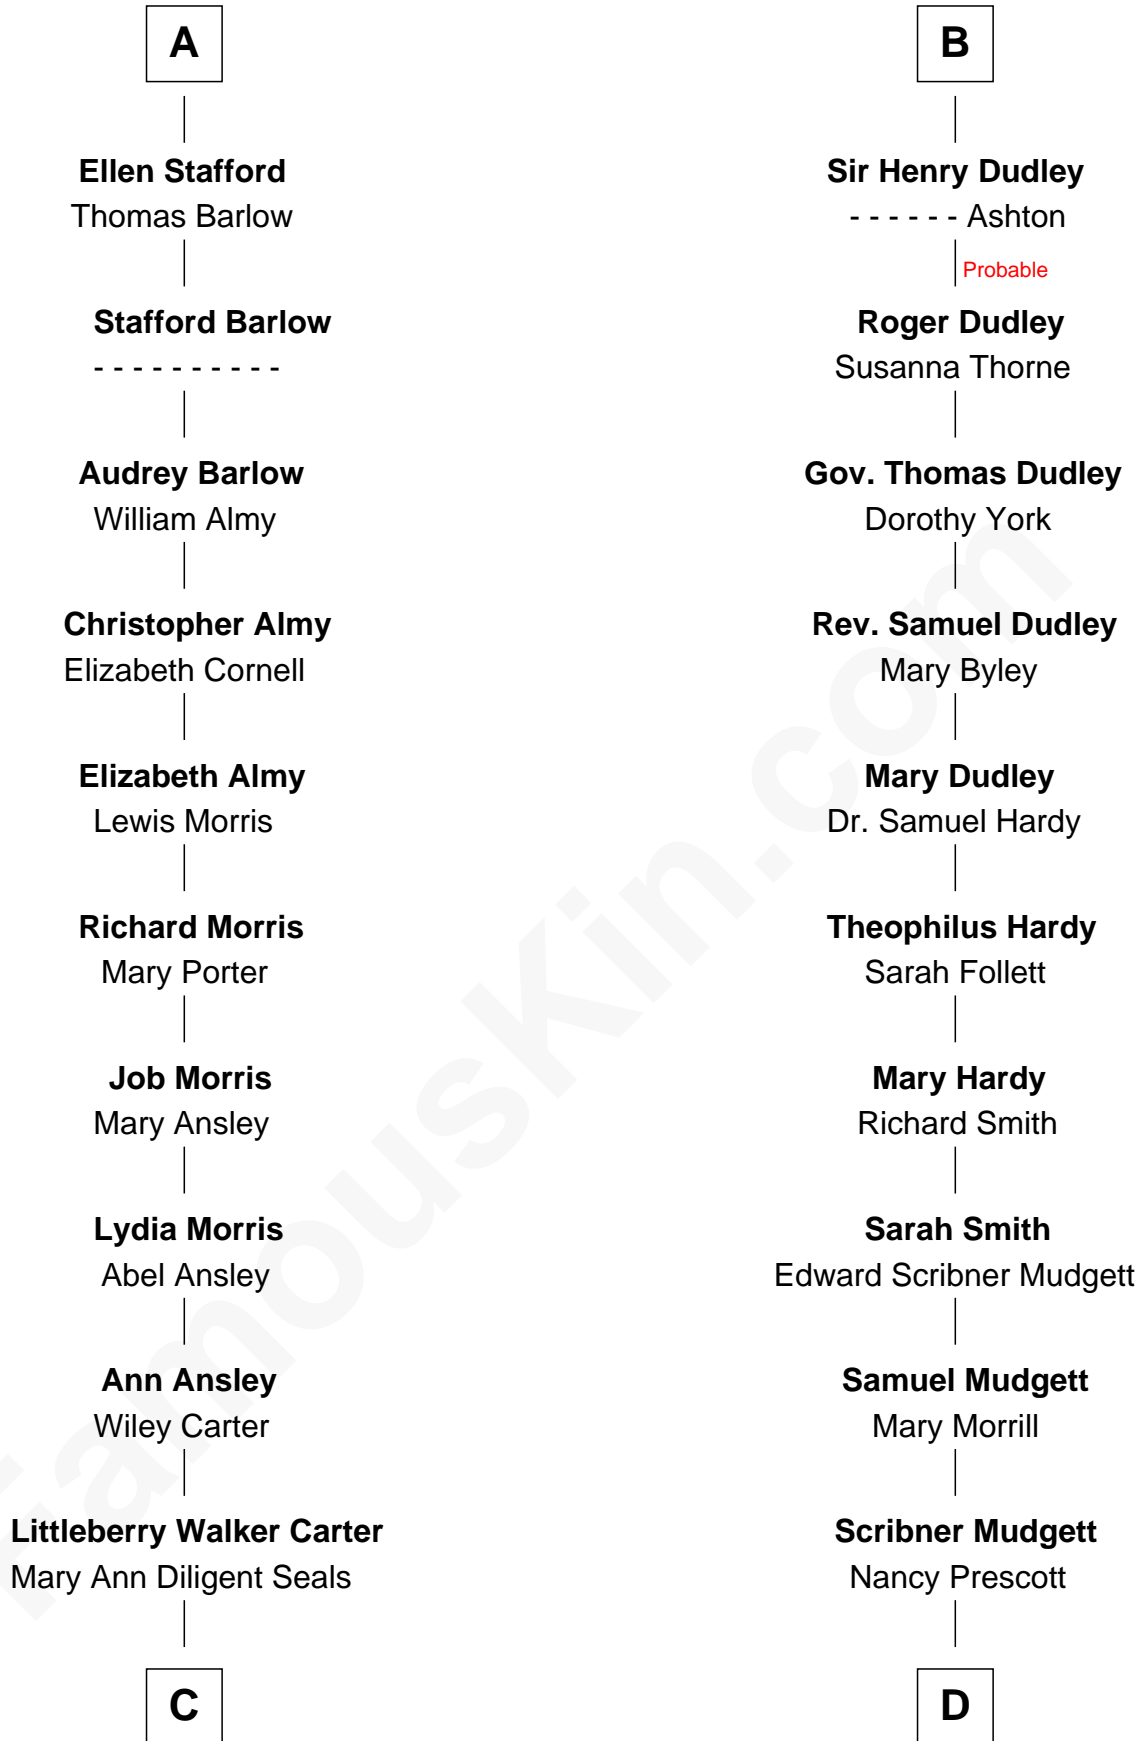 A
Ellen Stafford
Thomas Barlow
Stafford Barlow
- - - - - - - - - -
Audrey Barlow
William Almy
Christopher Almy
Elizabeth Cornell
Elizabeth Almy
Lewis Morris
Richard Morris
Mary Porter
Job Morris
Mary Ansley
Lydia Morris
Abel Ansley
Ann Ansley
Wiley Carter
Littleberry Walker Carter
Mary Ann Diligent Seals
C
B
Sir Henry Dudley
- - - - - - Ashton
Probable
Roger Dudley
Susanna Thorne
Gov. Thomas Dudley
Dorothy York
Rev. Samuel Dudley
Mary Byley
Mary Dudley
Dr. Samuel Hardy
Theophilus Hardy
Sarah Follett
Mary Hardy
Richard Smith
Sarah Smith
Edward Scribner Mudgett
Samuel Mudgett
Mary Morrill
Scribner Mudgett
Nancy Prescott
D
FamousKin.com